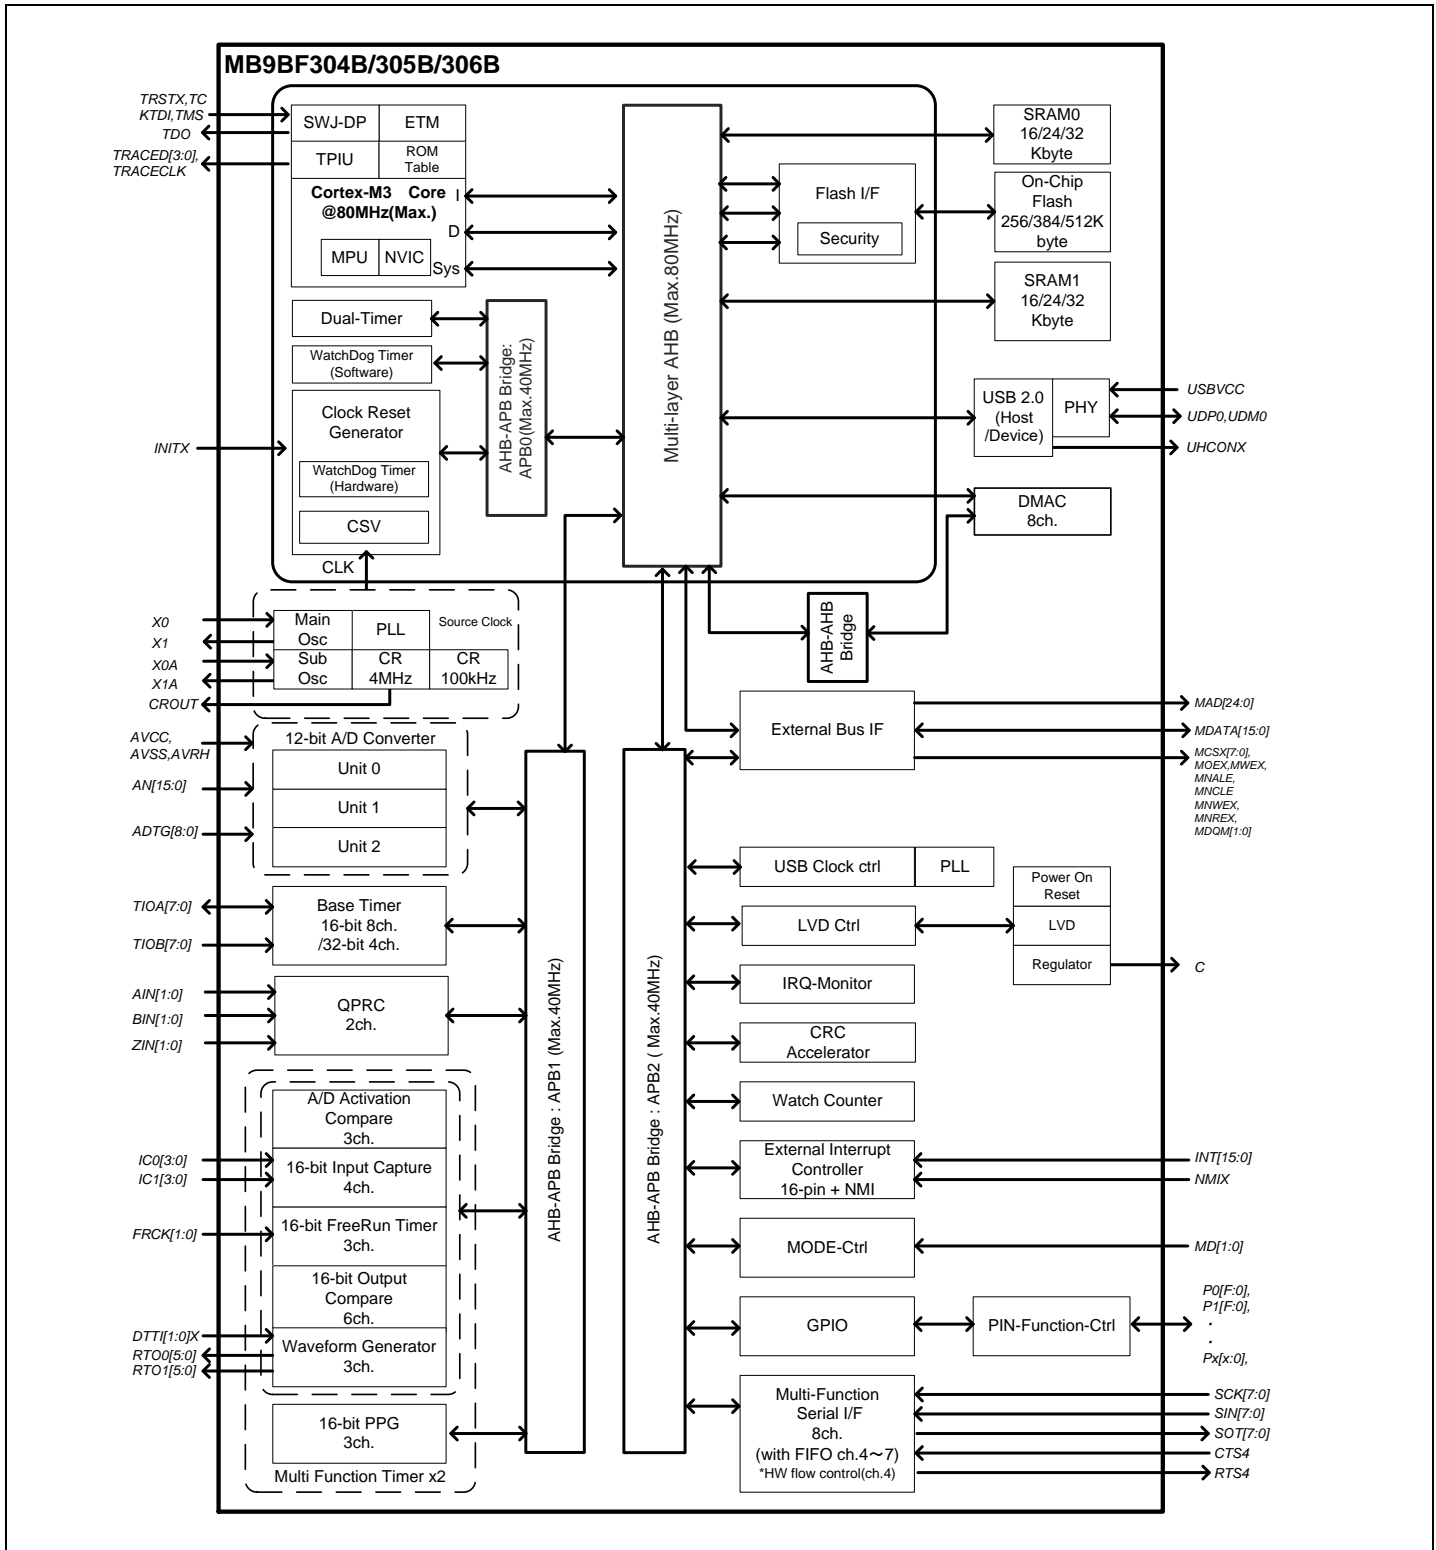 MB9BF304B/305B/306B
TRSTX,TC
KTDI,TMS
TDO
TRACED[3:0],
TRACECLK
SWJ-DP
ETM
TPIU
ROM
Table
Cortex-M3 Core
@80MHz(Max.)
I
D
Sys
MPU
NVIC
Dual-Timer
WatchDog Timer
(Software)
Clock Reset
Generator
WatchDog Timer
(Hardware)
CSV
CLK
INITX
AHB-APB Bridge:
APB0(Max.40MHz)
Multi-layer AHB (Max.80MHz)
Flash I/F
Security
SRAM0
16/24/32
Kbyte
On-Chip
Flash
256/384/512K
byte
SRAM1
16/24/32
Kbyte
USB 2.0
(Host
/Device)
PHY
USBVCC
UDP0,UDM0
UHCONX
DMAC
8ch.
AHB-AHB
Bridge
X0
X1
X0A
X1A
CROUT
Main
Osc
PLL
Source Clock
Sub
Osc
CR
4MHz
CR
100kHz
AVCC,
AVSS,AVRH
AN[15:0]
ADTG[8:0]
12-bit A/D Converter
Unit 0
Unit 1
Unit 2
TIOA[7:0]
TIOB[7:0]
Base Timer
16-bit 8ch.
/32-bit 4ch.
AIN[1:0]
BIN[1:0]
ZIN[1:0]
QPRC
2ch.
A/D Activation
Compare
3ch.
IC0[3:0]
IC1[3:0]
16-bit Input Capture
4ch.
FRCK[1:0]
16-bit FreeRun Timer
3ch.
16-bit Output
Compare
6ch.
DTTI[1:0]X
RTO0[5:0]
RTO1[5:0]
Waveform Generator
3ch.
16-bit PPG
3ch.
Multi Function Timer x2
AHB-APB Bridge : APB1 (Max.40MHz)
AHB-APB Bridge : APB2 ( Max.40MHz)
External Bus IF
MAD[24:0]
MDATA[15:0]
MCSX[7:0],
MOEX,MWEX,
MNALE,
MNCLE
MNWEX,
MNREX,
MDQM[1:0]
USB Clock ctrl
PLL
LVD Ctrl
Power On
Reset
LVD
Regulator
C
IRQ-Monitor
CRC
Accelerator
Watch Counter
External Interrupt
Controller
16-pin + NMI
INT[15:0]
NMIX
MODE-Ctrl
MD[1:0]
GPIO
PIN-Function-Ctrl
P0[F:0],
P1[F:0],
.
.
Px[x:0],
Multi-Function
Serial I/F
8ch.
(with FIFO ch.4～7)
*HW flow control(ch.4)
SCK[7:0]
SIN[7:0]
SOT[7:0]
CTS4
RTS4